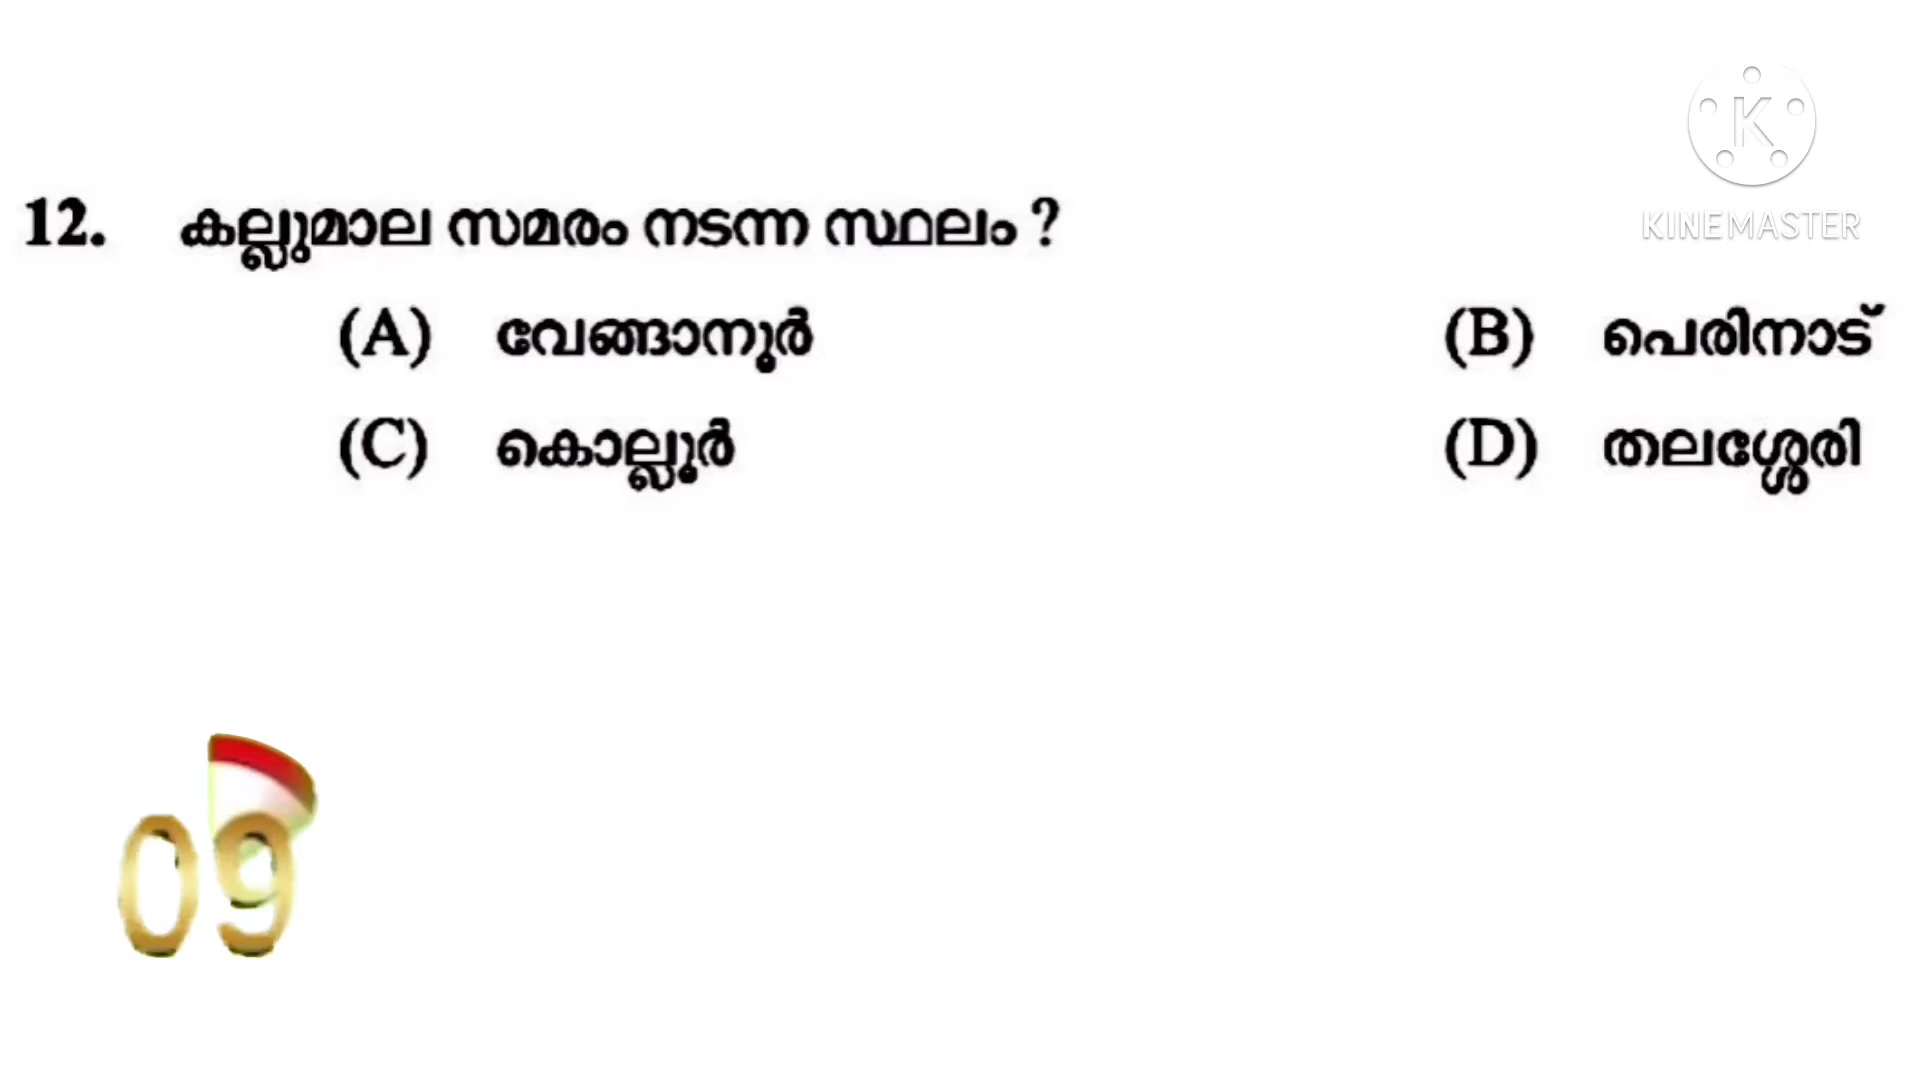 KINEMASTER
12. കല്ലുമാല സമരം നടന്ന സ്ഥലം ?
(A) വേങ്ങാനൂർ (B) പെരിനാട്
(C) കൊല്ലൂർ (D) തലശ്ശേരി
09